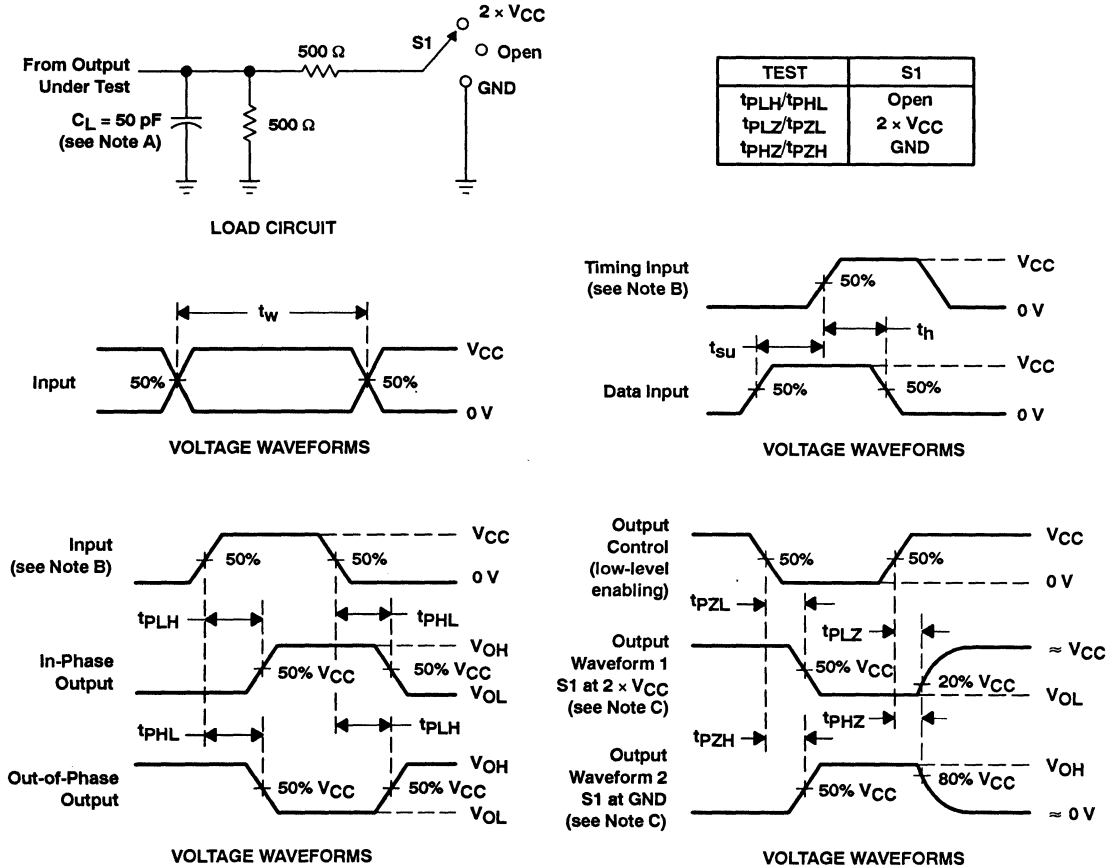 2 × VCC
S1
500 Ω
Open
From Output
Under Test
GND
CL = 50 pF
(see Note A)
500 Ω
LOAD CIRCUIT
TEST S1
tPLH/tPHL Open
tPLZ/tPZL 2 × VCC
tPHZ/tPZH GND
tw
VCC
Input 50% 50%
0 V
VOLTAGE WAVEFORMS
Timing Input
(see Note B)
VCC
50%
0 V
th
tsu
VCC
Data Input 50% 50%
0 V
VOLTAGE WAVEFORMS
Input
(see Note B)
VCC
50% 50%
0 V
tPLH tPHL
In-Phase
Output
VOH
50% VCC 50% VCC
VOL
tPHL tPLH
Out-of-Phase
Output
VOH
50% VCC 50% VCC
VOL
VOLTAGE WAVEFORMS
Output
Control
(low-level
enabling)
VCC
50% 50%
0 V
tPZL
tPLZ
Output
Waveform 1
S1 at 2 × VCC
(see Note C)
≈ VCC
50% VCC
20% VCC
VOL
tPHZ
tPZH
Output
Waveform 2
S1 at GND
(see Note C)
VOH
50% VCC
80% VCC
≈ 0 V
VOLTAGE WAVEFORMS